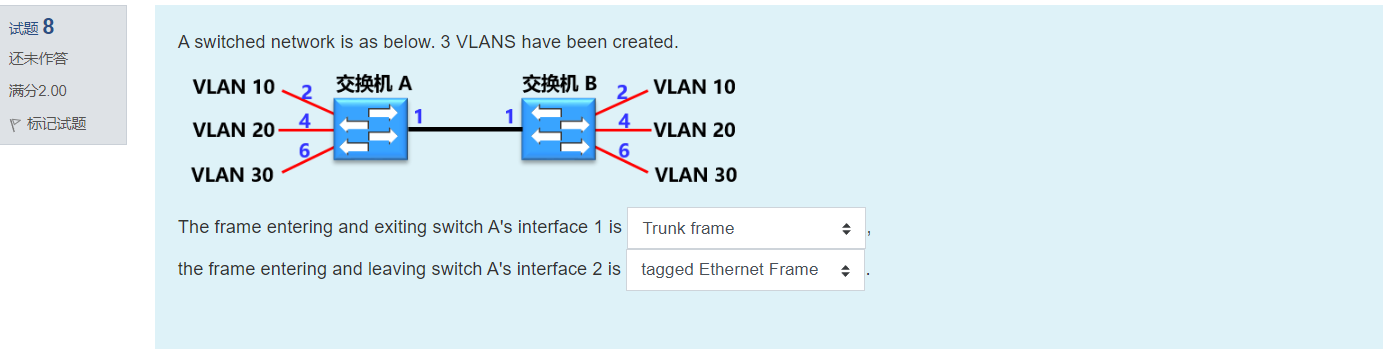 试题 8
还未作答
满分2.00
标记试题
A switched network is as below. 3 VLANS have been created.
VLAN 10 2 交换机 A 交换机 B 2 VLAN 10
1 1
VLAN 20 4 4 VLAN 20
6 6
VLAN 30 VLAN 30
The frame entering and exiting switch A's interface 1 is Trunk frame ,
the frame entering and leaving switch A's interface 2 is tagged Ethernet Frame .